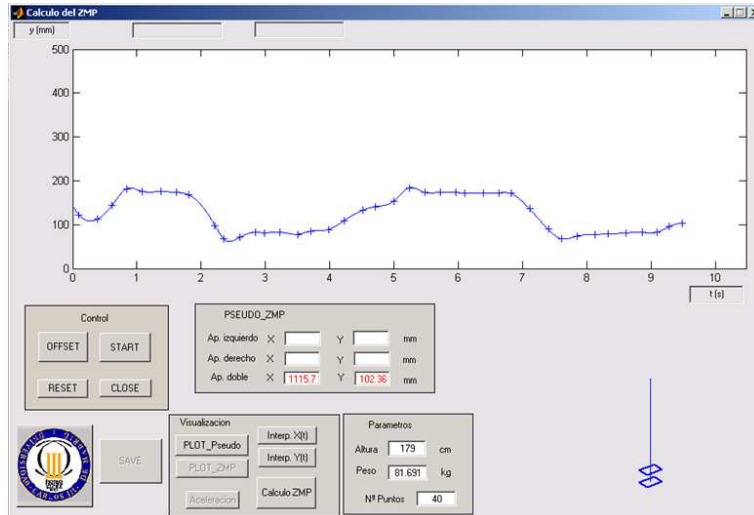 Calculo del ZMP
y (mm)
500
400
300
200
100
0
0 1 2 3 4 5 6 7 8 9 10
t (s)
Control
OFFSET START
RESET CLOSE
PSEUDO_ZMP
Ap. izquierdo X Y mm
Ap. derecho X Y mm
Ap. doble X 1115.7 Y 102.36 mm
SAVE
Visualizacion
PLOT_Pseudo
PLOT_ZMP
Aceleracion
Interp. X(t)
Interp. Y(t)
Calculo ZMP
Parametros
Altura 179 cm
Peso 81.691 kg
Nº Puntos 40